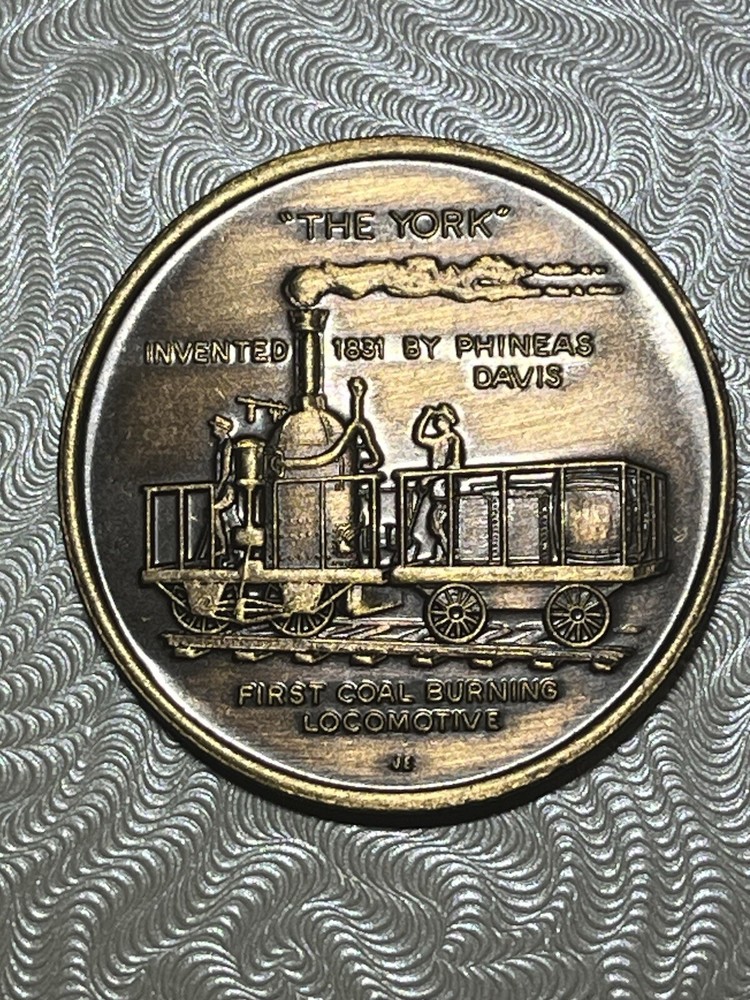 "THE YORK"
INVENTED 1831 BY PHINEAS
DAVIS
FIRST COAL BURNING
LOCOMOTIVE
JE